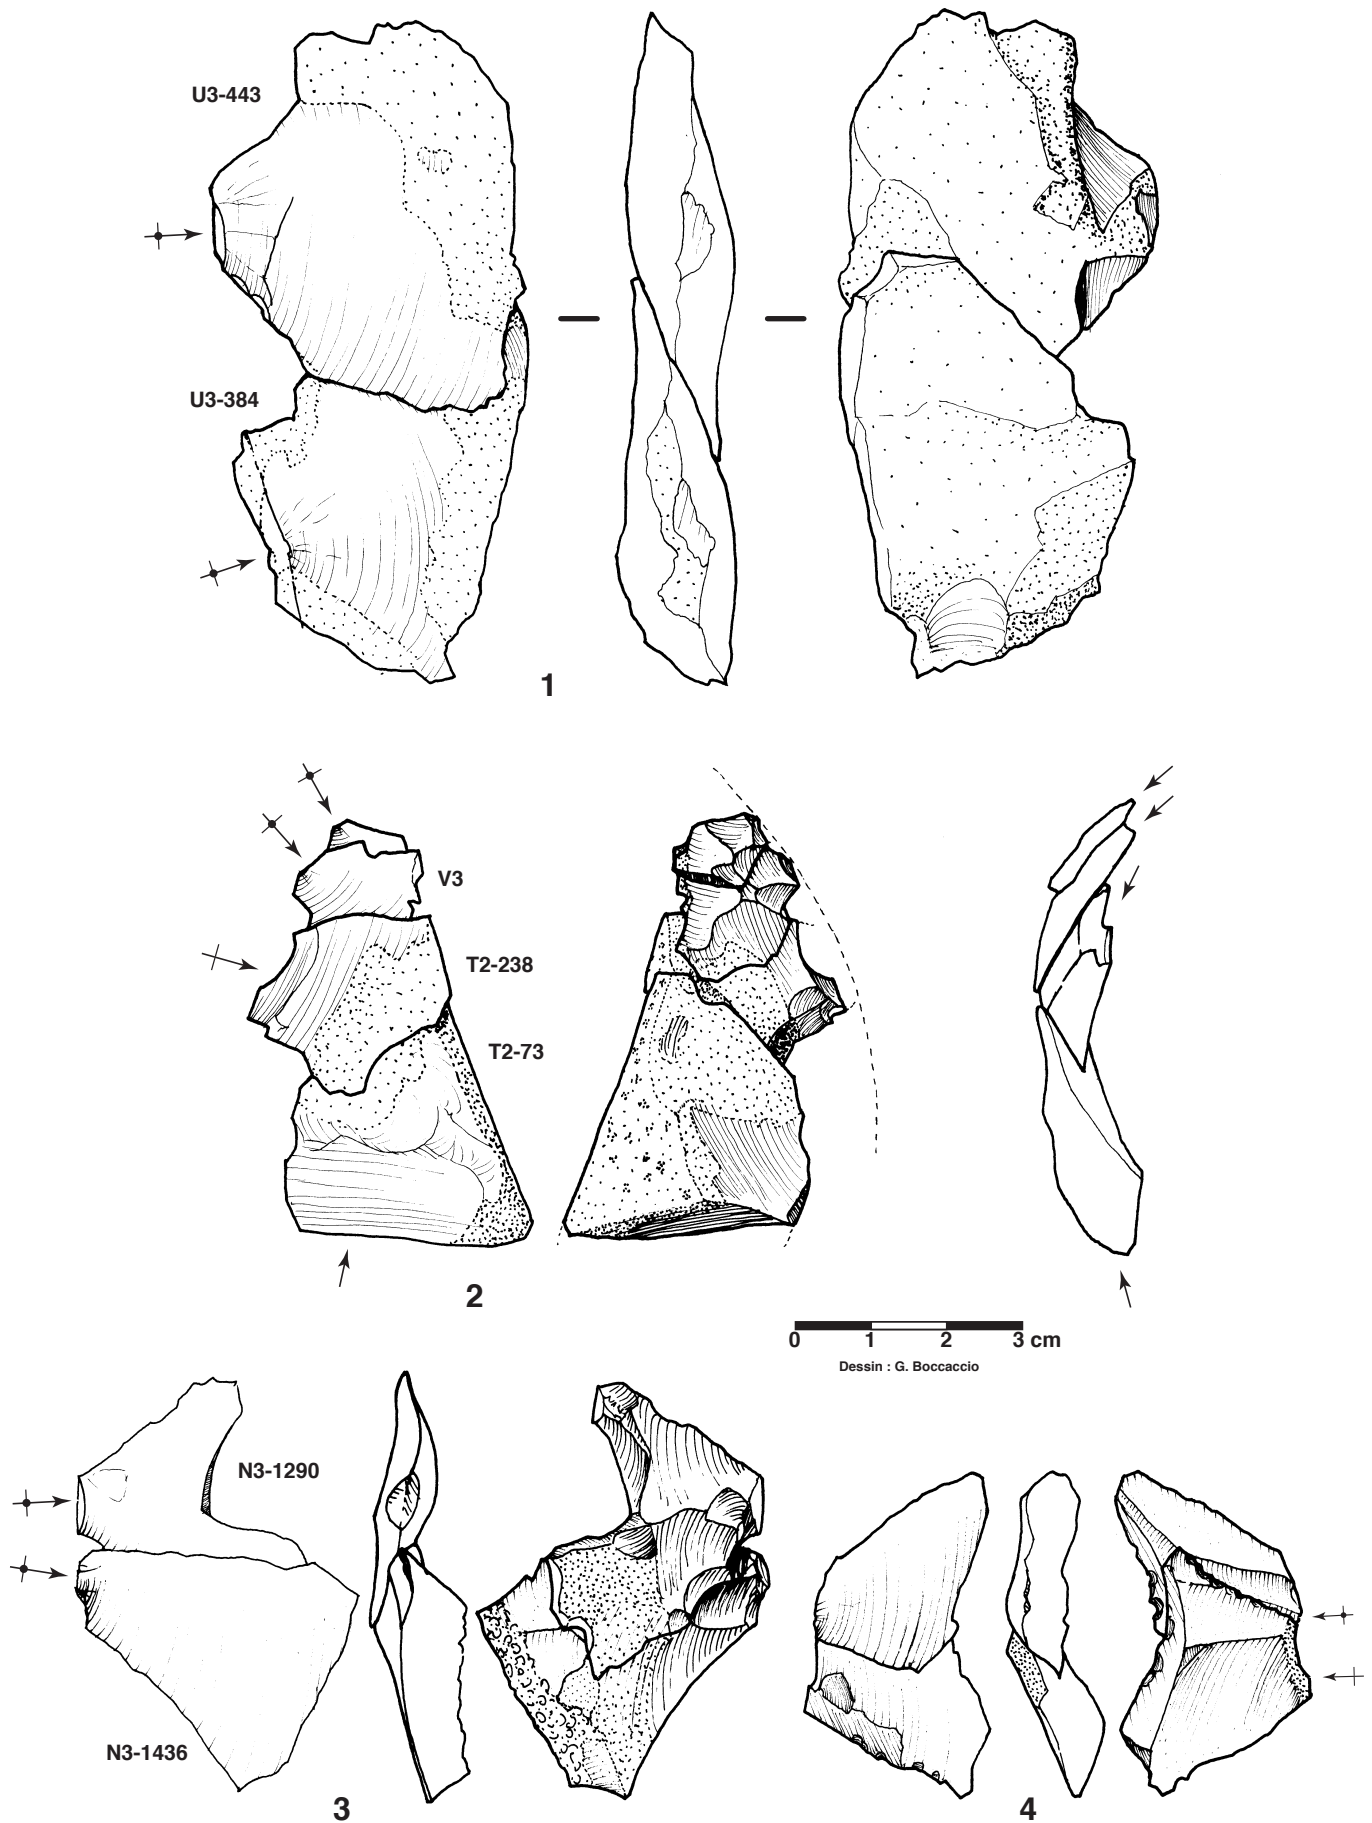 U3-443
U3-384
1
V3
T2-238
T2-73
2
0 1 2 3 cm
Dessin : G. Boccaccio
N3-1290
N3-1436
3
4